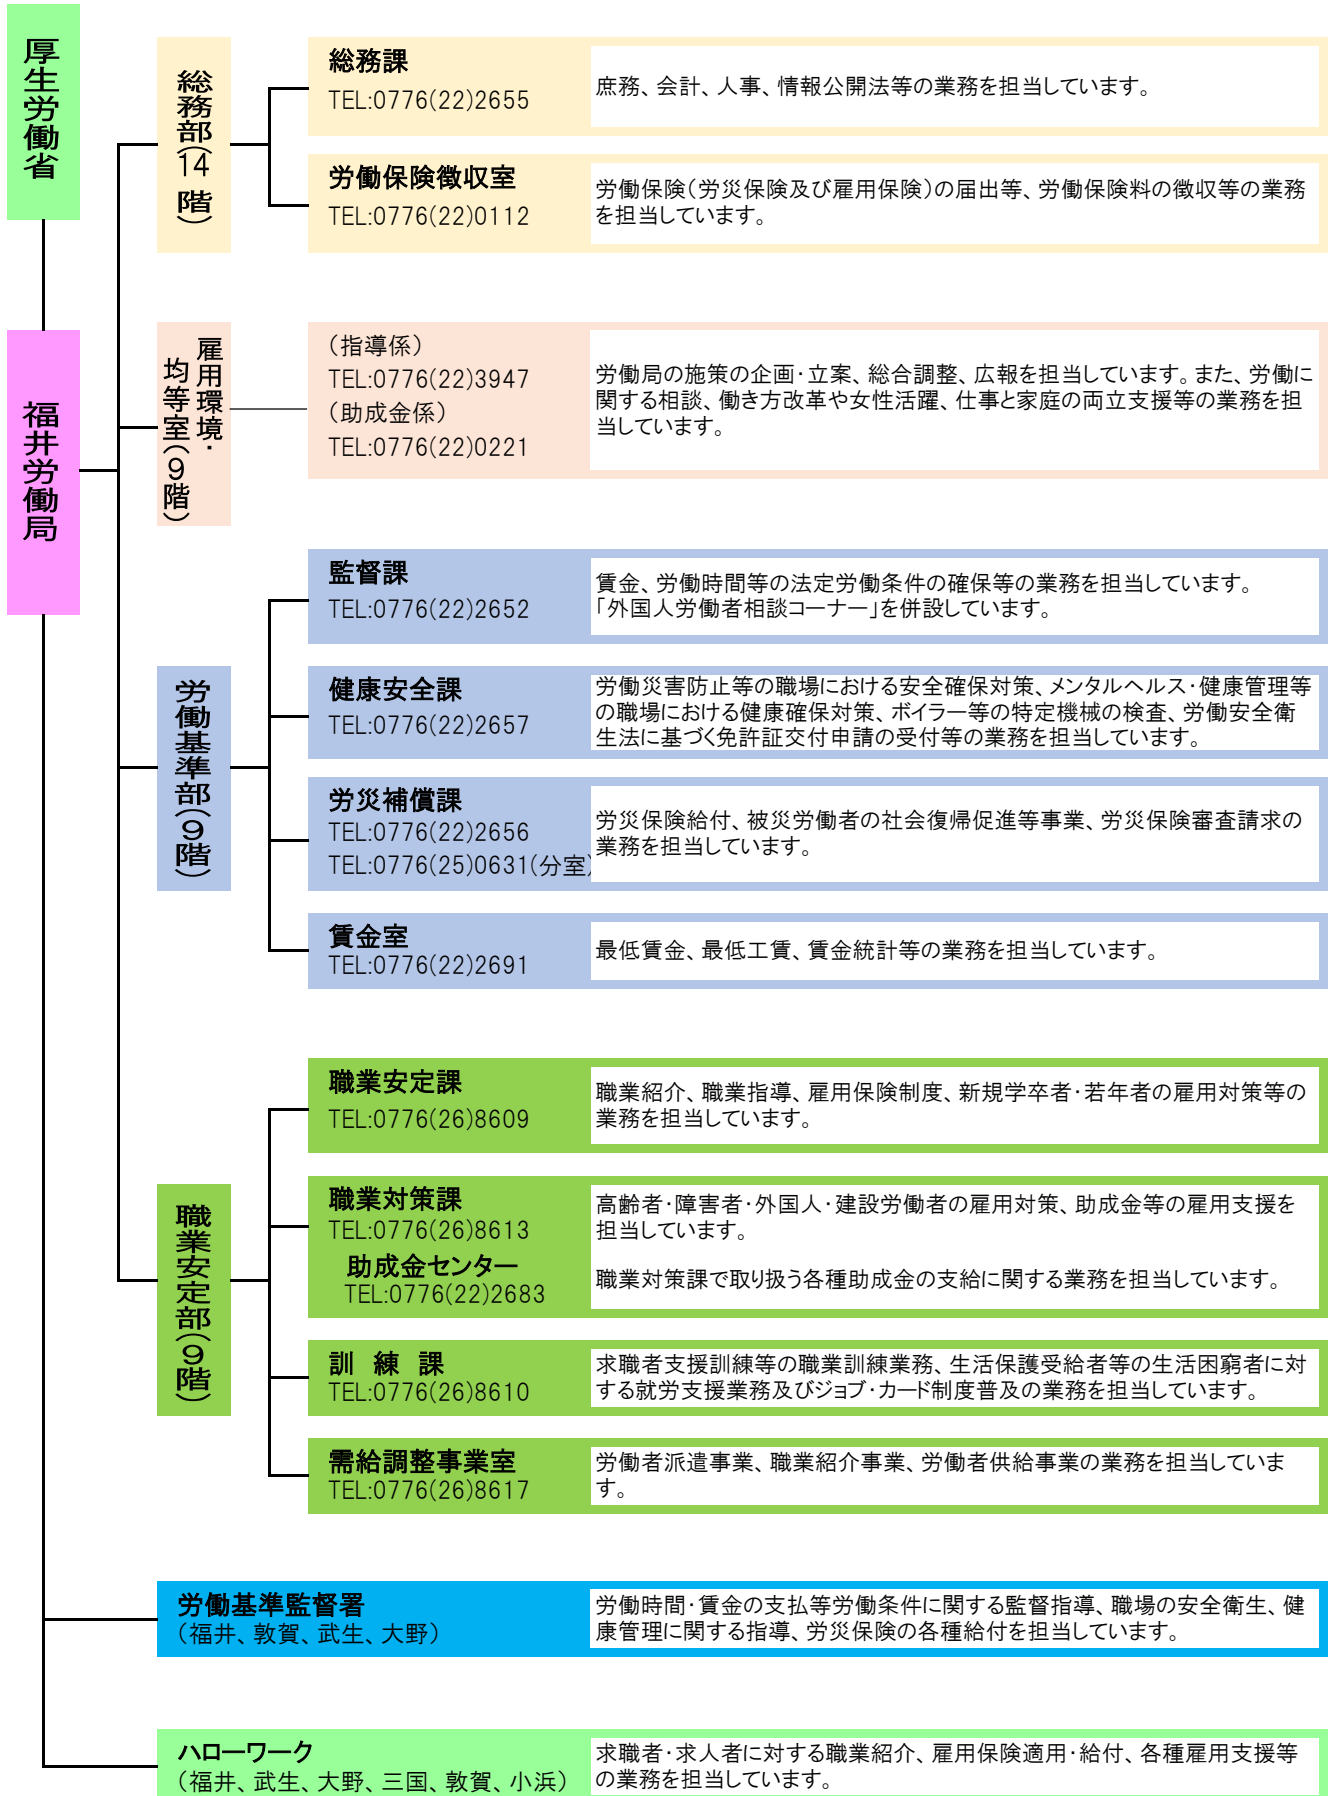 厚生労働省
福井労働局
総務部(14階)
総務課
TEL:0776(22)2655
庶務、会計、人事、情報公開法等の業務を担当しています。
労働保険徴収室
TEL:0776(22)0112
労働保険(労災保険及び雇用保険)の届出等、労働保険料の徴収等の業務
を担当しています。
雇用環境・
均等室(9階)
(指導係)
TEL:0776(22)3947
(助成金係)
TEL:0776(22)0221
労働局の施策の企画・立案、総合調整、広報を担当しています。また、労働に
関する相談、働き方改革や女性活躍、仕事と家庭の両立支援等の業務を担
当しています。
労働基準部(9階)
監督課
TEL:0776(22)2652
賃金、労働時間等の法定労働条件の確保等の業務を担当しています。
「外国人労働者相談コーナー」を併設しています。
健康安全課
TEL:0776(22)2657
労働災害防止等の職場における安全確保対策、メンタルヘルス・健康管理等
の職場における健康確保対策、ボイラー等の特定機械の検査、労働安全衛
生法に基づく免許証交付申請の受付等の業務を担当しています。
労災補償課
TEL:0776(22)2656
TEL:0776(25)0631(分室)
労災保険給付、被災労働者の社会復帰促進等事業、労災保険審査請求の
業務を担当しています。
賃金室
TEL:0776(22)2691
最低賃金、最低工賃、賃金統計等の業務を担当しています。
職業安定部(9階)
職業安定課
TEL:0776(26)8609
職業紹介、職業指導、雇用保険制度、新規学卒者・若年者の雇用対策等の
業務を担当しています。
職業対策課
TEL:0776(26)8613
高齢者・障害者・外国人・建設労働者の雇用対策、助成金等の雇用支援を
担当しています。
助成金センター
TEL:0776(22)2683
職業対策課で取り扱う各種助成金の支給に関する業務を担当しています。
訓 練 課
TEL:0776(26)8610
求職者支援訓練等の職業訓練業務、生活保護受給者等の生活困窮者に対
する就労支援業務及びジョブ・カード制度普及の業務を担当しています。
需給調整事業室
TEL:0776(26)8617
労働者派遣事業、職業紹介事業、労働者供給事業の業務を担当していま
す。
労働基準監督署
(福井、敦賀、武生、大野)
労働時間・賃金の支払等労働条件に関する監督指導、職場の安全衛生、健
康管理に関する指導、労災保険の各種給付を担当しています。
ハローワーク
(福井、武生、大野、三国、敦賀、小浜)
求職者・求人者に対する職業紹介、雇用保険適用・給付、各種雇用支援等
の業務を担当しています。